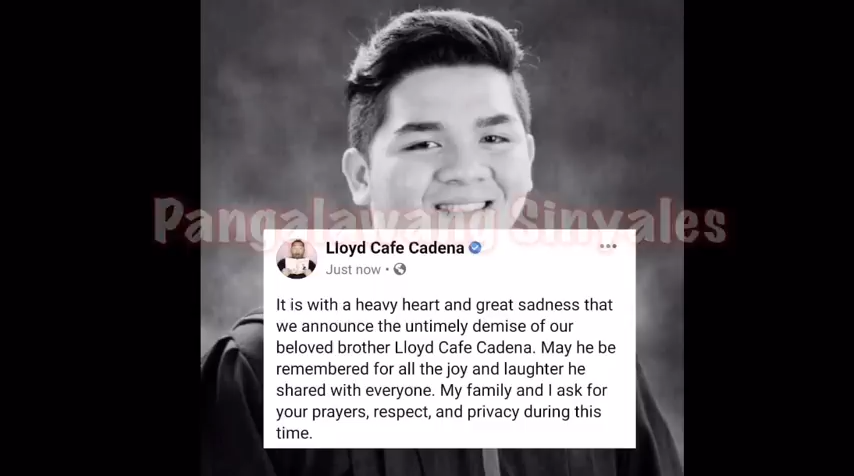 Pangalawang Sinyales
Lloyd Cafe Cadena
Just now
It is with a heavy heart and great sadness that
we announce the untimely demise of our
beloved brother Lloyd Cafe Cadena. May he be
remembered for all the joy and laughter he
shared with everyone. My family and I ask for
your prayers, respect, and privacy during this
time.